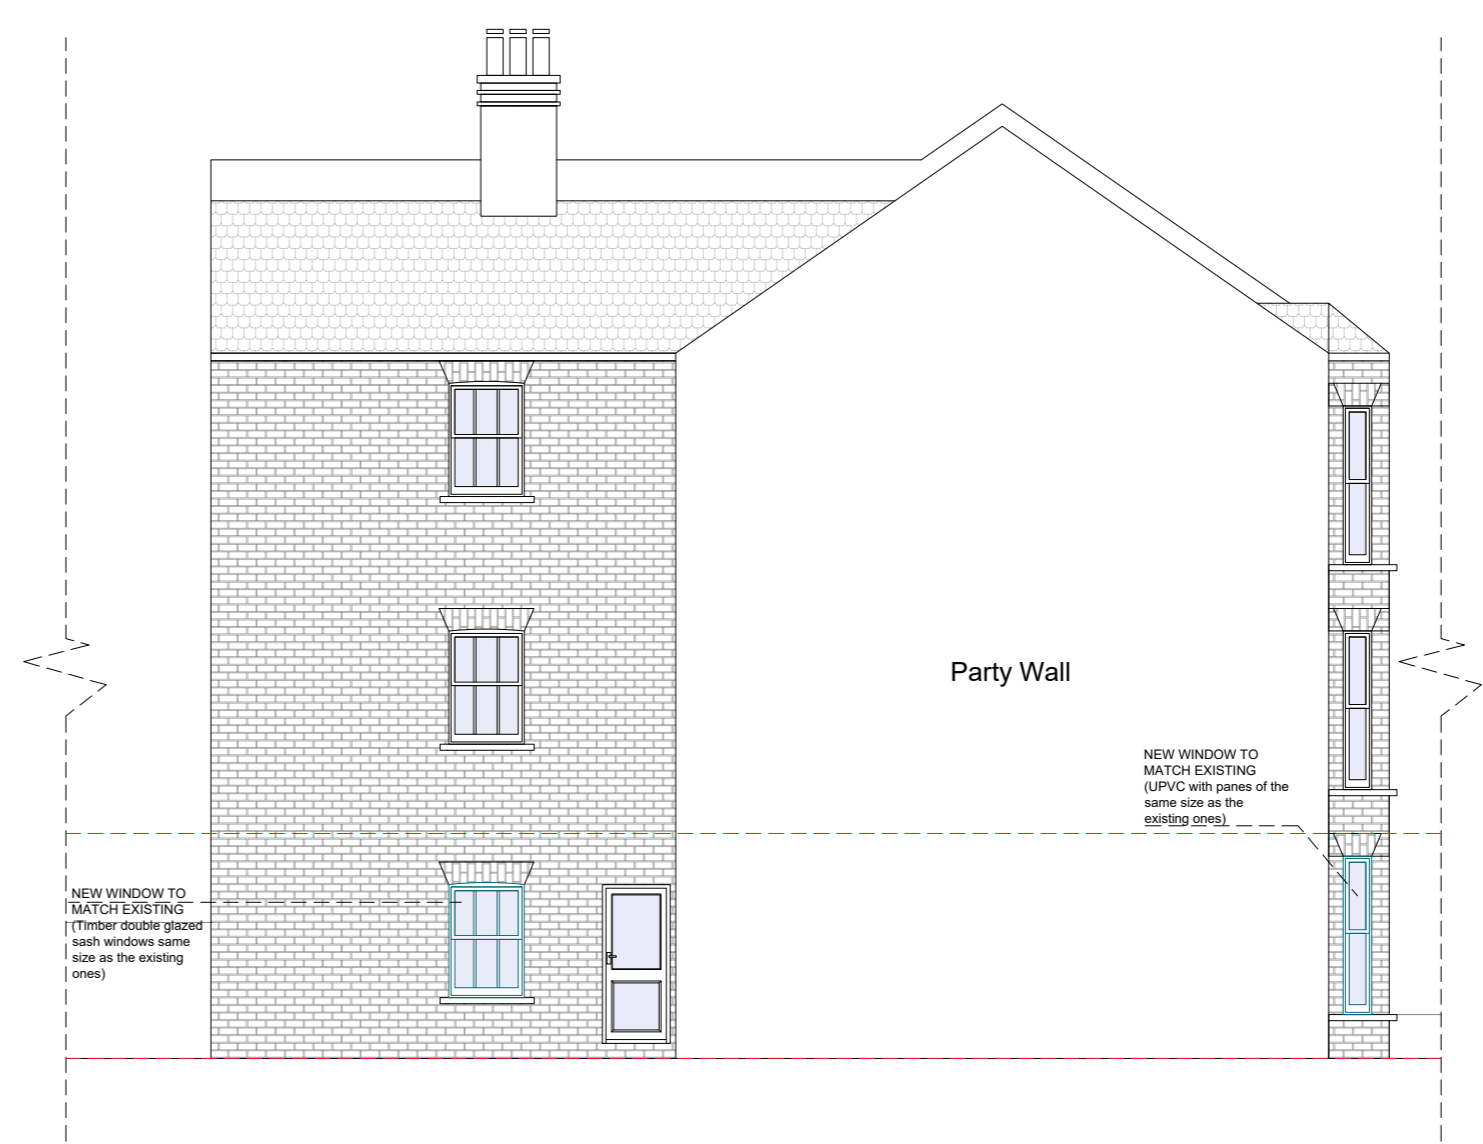 Party Wall
NEW WINDOW TO
MATCH EXISTING
(UPVC with panes of the
same size as the
existing ones)
NEW WINDOW TO
MATCH EXISTING
(Timber double glazed
sash windows same
size as the existing
ones)